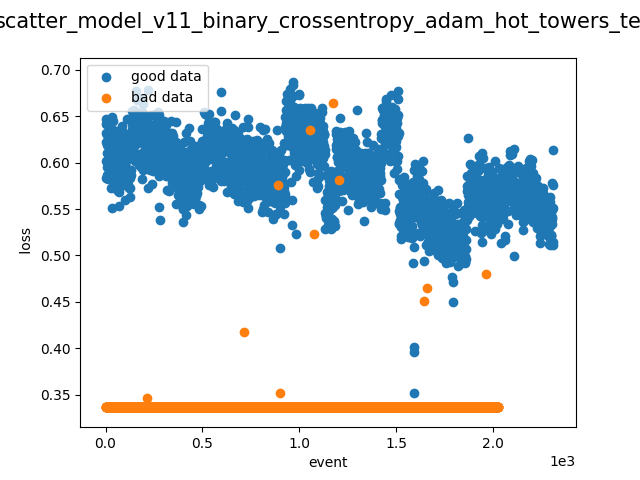 scatter_model_v11_binary_crossentropy_adam_hot_towers_te
good data
bad data
0.70
0.65
0.60
0.55
0.50
0.45
0.40
0.35
loss
0.0
0.5
1.0
1.5
2.0
1e3
event